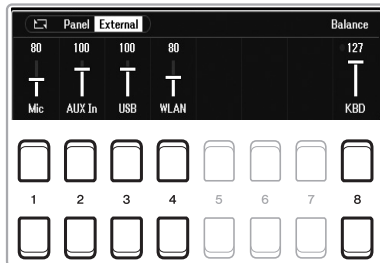 Panel External Balance
80 100 100 80 127
Mic AUX In USB WLAN KBD
1 2 3 4 5 6 7 8